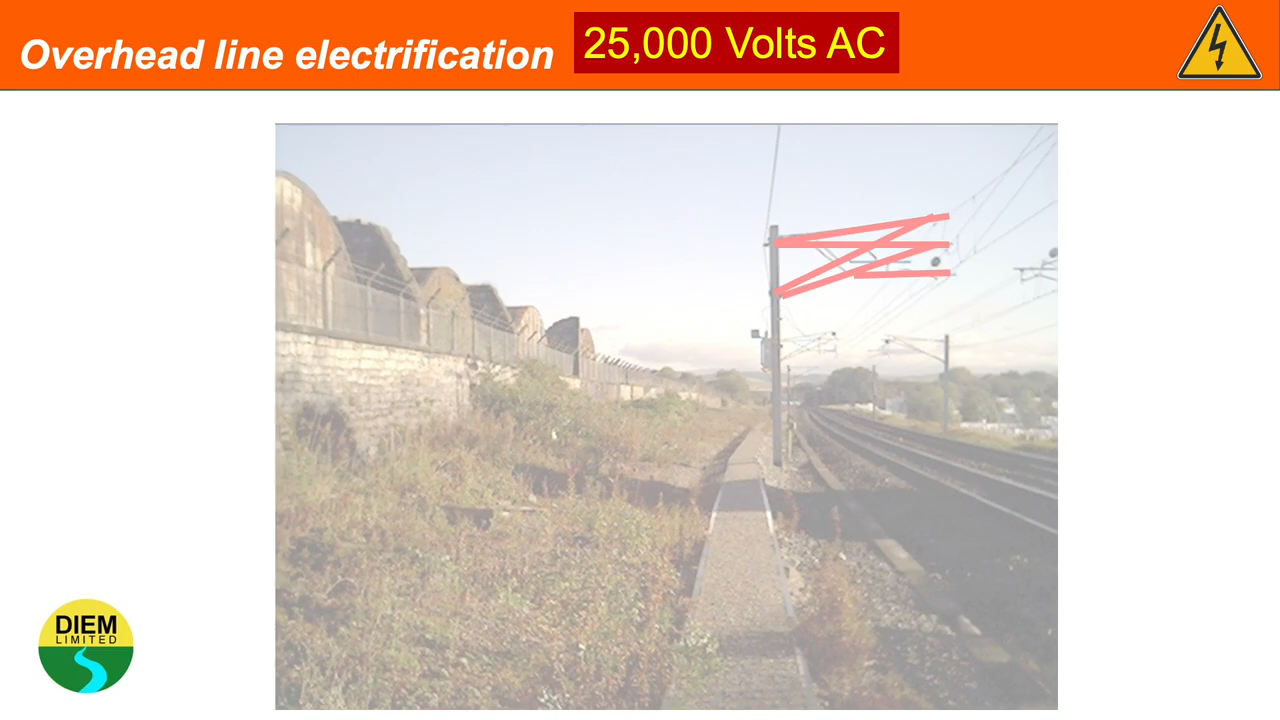 Overhead line electrification
25,000 Volts AC
DIEM
LIMITED